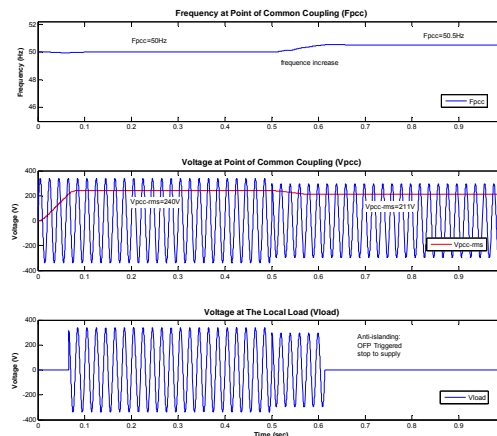 Frequency at Point of Common Coupling (Fpcc)
52
50
48
46
Frequency (Hz)
Fpcc=50Hz
Fpcc=50.5Hz
frequence increase
Fpcc
0 0.1 0.2 0.3 0.4 0.5 0.6 0.7 0.8 0.9
Voltage at Point of Common Coupling (Vpcc)
400
200
0
-200
-400
Voltage (V)
Vpcc-rms=240V
Vpcc-rms=211V
Vpcc-rms
0 0.1 0.2 0.3 0.4 0.5 0.6 0.7 0.8 0.9
Voltage at The Local Load (Vload)
400
200
0
-200
-400
Voltage (V)
Anti-islanding:
OFP Triggered
stop to supply
Vload
0 0.1 0.2 0.3 0.4 0.5 0.6 0.7 0.8 0.9
Time (sec)